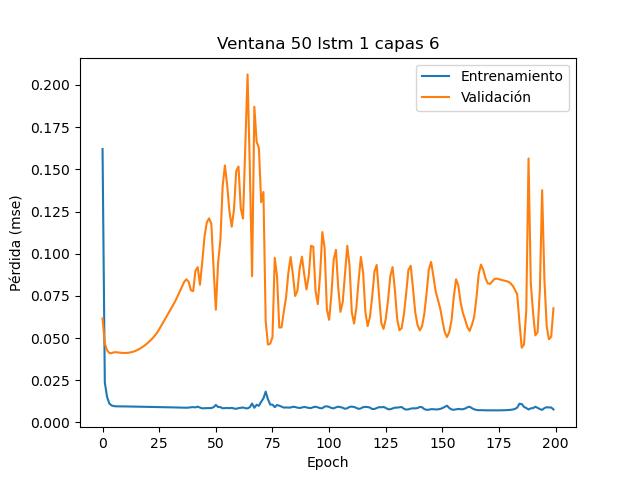 Ventana 50 lstm 1 capas 6
Entrenamiento
Validación
Pérdida (mse)
0.200
0.175
0.150
0.125
0.100
0.075
0.050
0.025
0.000
0 25 50 75 100 125 150 175 200
Epoch